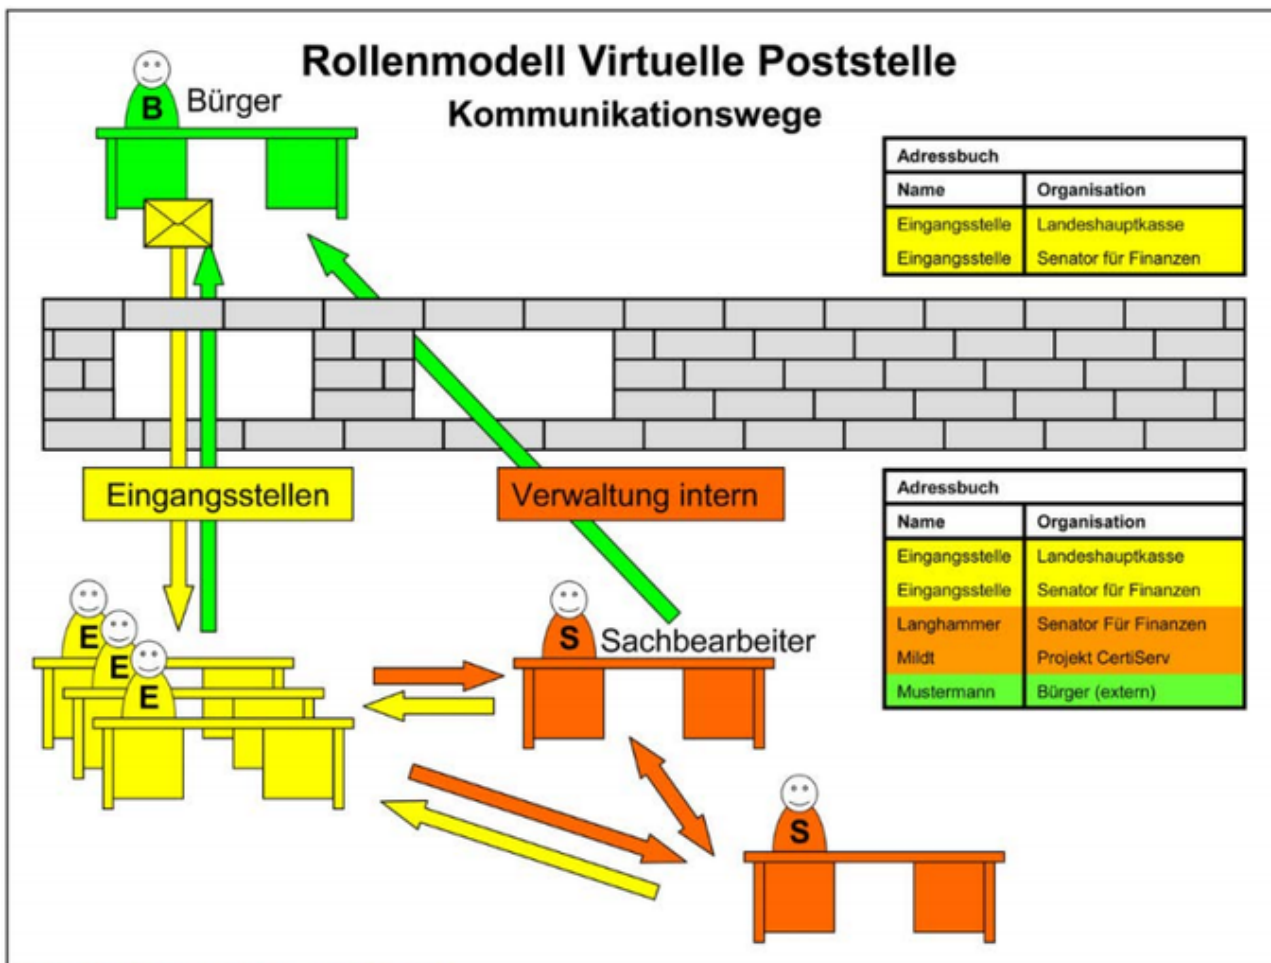 Rollenmodell Virtuelle Poststelle
Kommunikationswege
B Bürger
Adressbuch
Name Organisation
Eingangsstelle Landeshauptkasse
Eingangsstelle Senator für Finanzen
Eingangsstellen
Verwaltung intern
Adressbuch
Name Organisation
Eingangsstelle Landeshauptkasse
Eingangsstelle Senator für Finanzen
Langhammer Senator Für Finanzen
Mildt Projekt CertiServ
Mustermann Bürger (extern)
E
E
E
S Sachbearbeiter
S